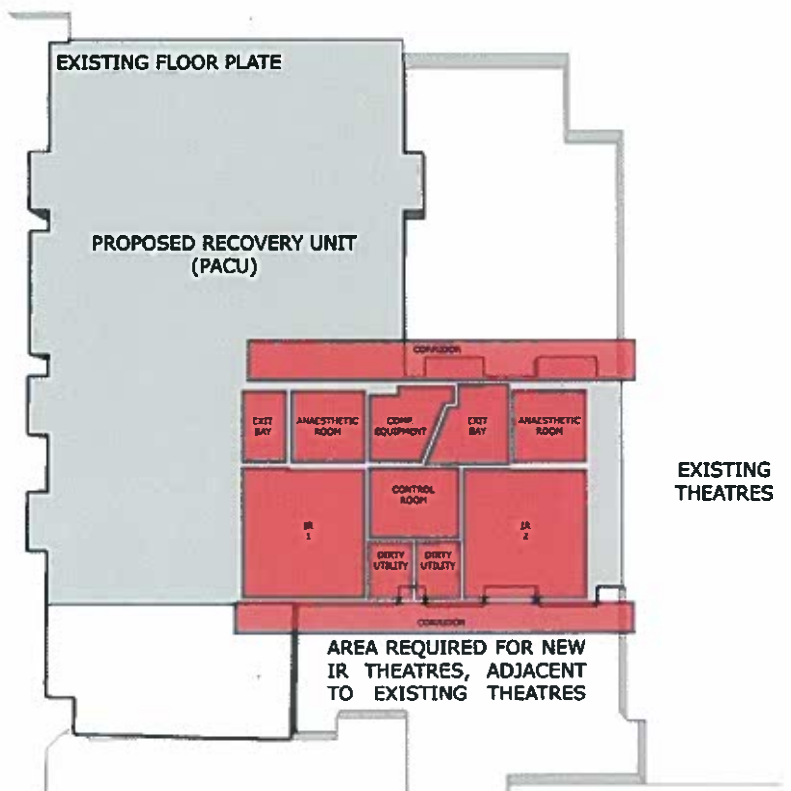 EXISTING FLOOR PLATE
PROPOSED RECOVERY UNIT
(PACU)
CORRIDOR
EXIT
BAY
ANAESTHETIC
ROOM
COMP.
EQUIPMENT
EXIT
BAY
ANAESTHETIC
ROOM
EXISTING
THEATRES
CONTROL
ROOM
IR
1
IR
2
DIRTY
UTILITY
DIRTY
UTILITY
CORRIDOR
AREA REQUIRED FOR NEW
IR THEATRES, ADJACENT
TO EXISTING THEATRES